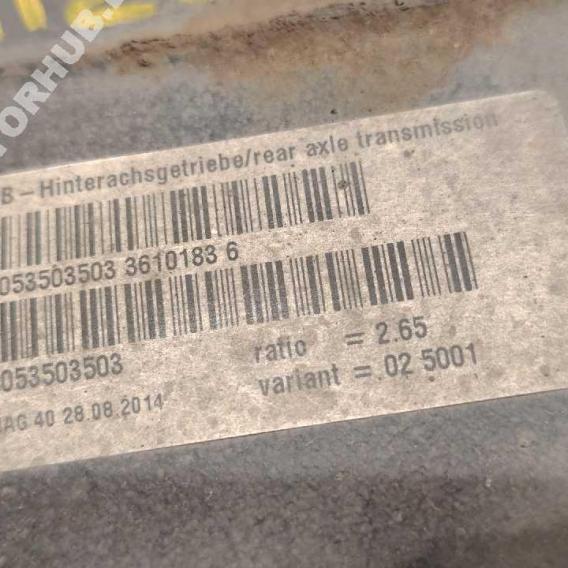 B - Hinterachsgetriebe/rear axle transmission
053503503 3610183 6
053503503
ratio = 2.65
variant = .02 5001
AG 40 28.08.2014